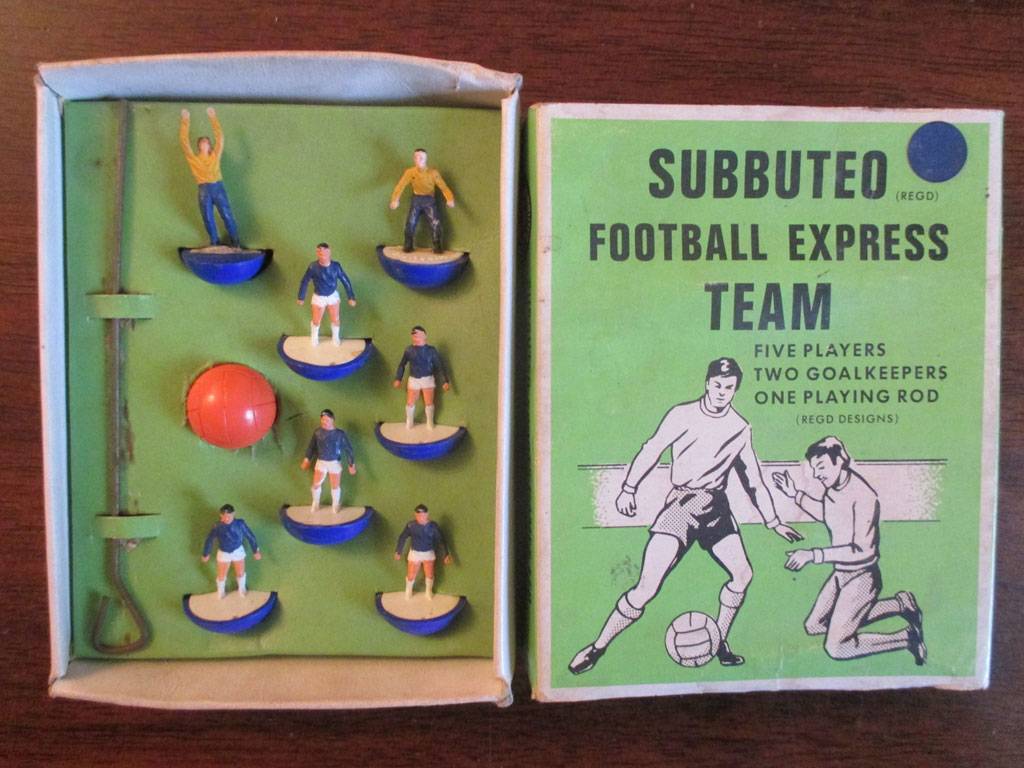 SUBBUTEO (REGD)
FOOTBALL EXPRESS
TEAM
FIVE PLAYERS
TWO GOALKEEPERS
ONE PLAYING ROD
(REGD DESIGNS)